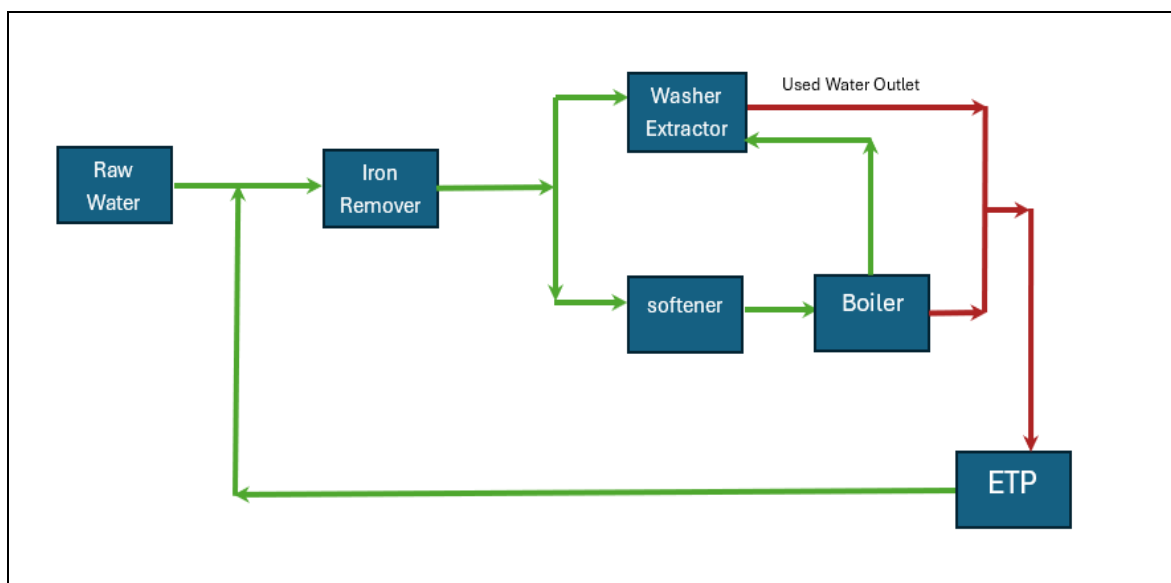 Raw
Water
Iron
Remover
Washer
Extractor
Used Water Outlet
softener
Boiler
ETP